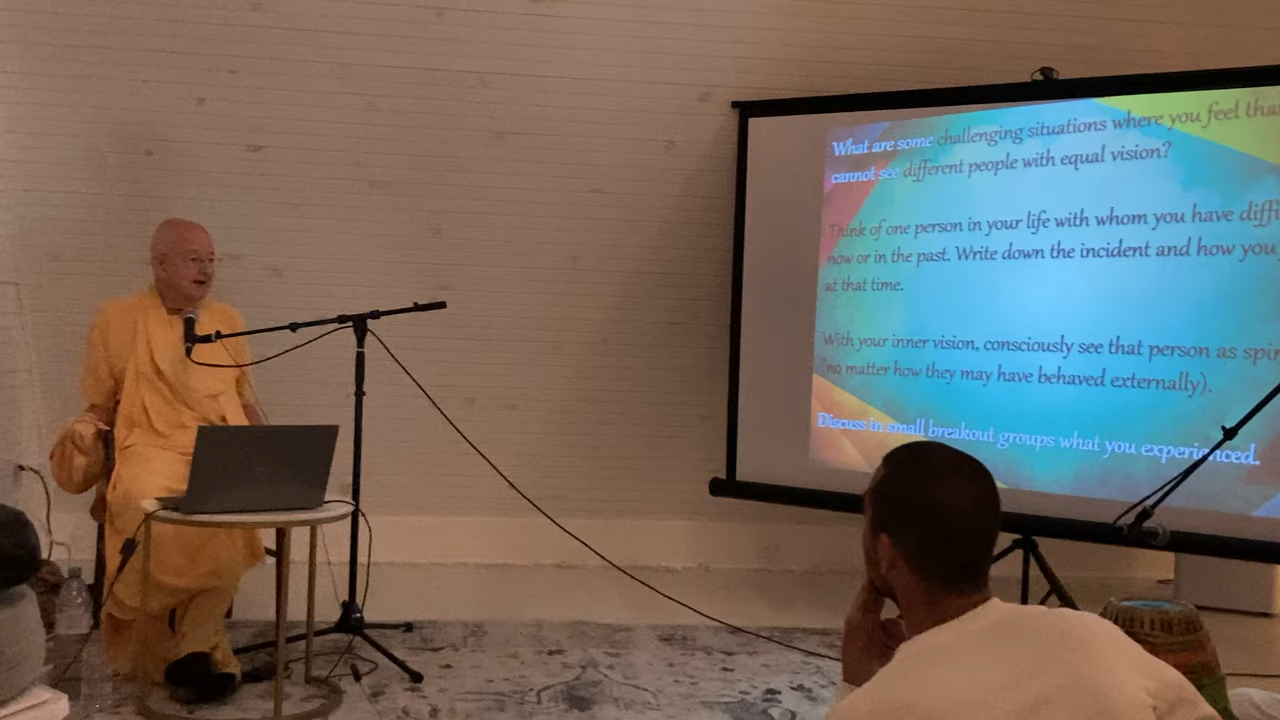 What are some challenging situations where you feel
cannot see different people with equal vision?
Think of one person in your life with whom you have
now or in the past. Write down the incident and how you
at that time.
With your inner vision, consciously see that person as
no matter how they may have behaved externally).
Discuss in small breakout groups what you experienced.